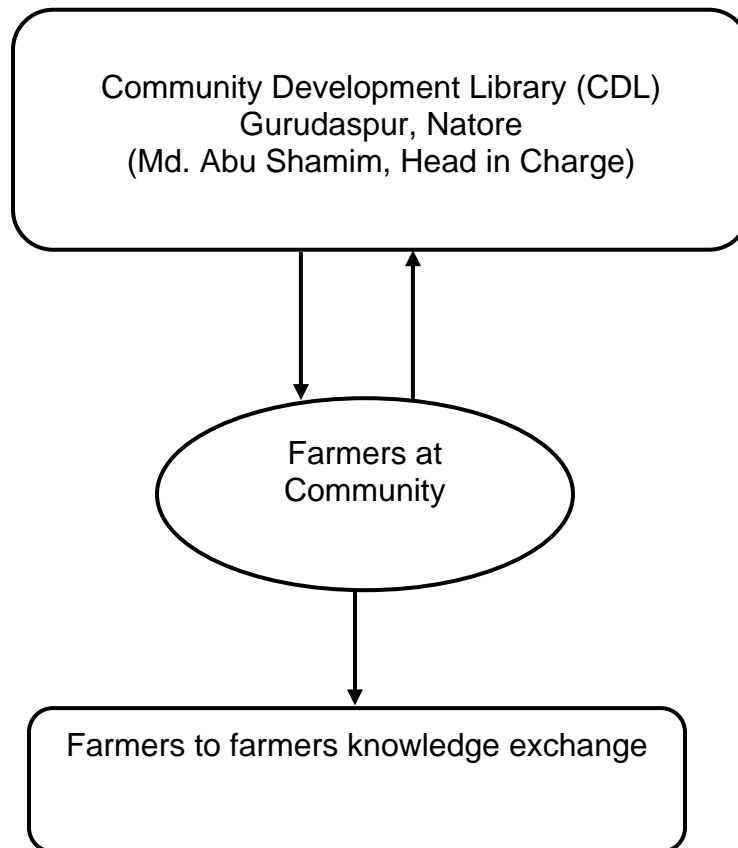 Community Development Library (CDL)
Gurudaspur, Natore
(Md. Abu Shamim, Head in Charge)
Farmers at
Community
Farmers to farmers knowledge exchange